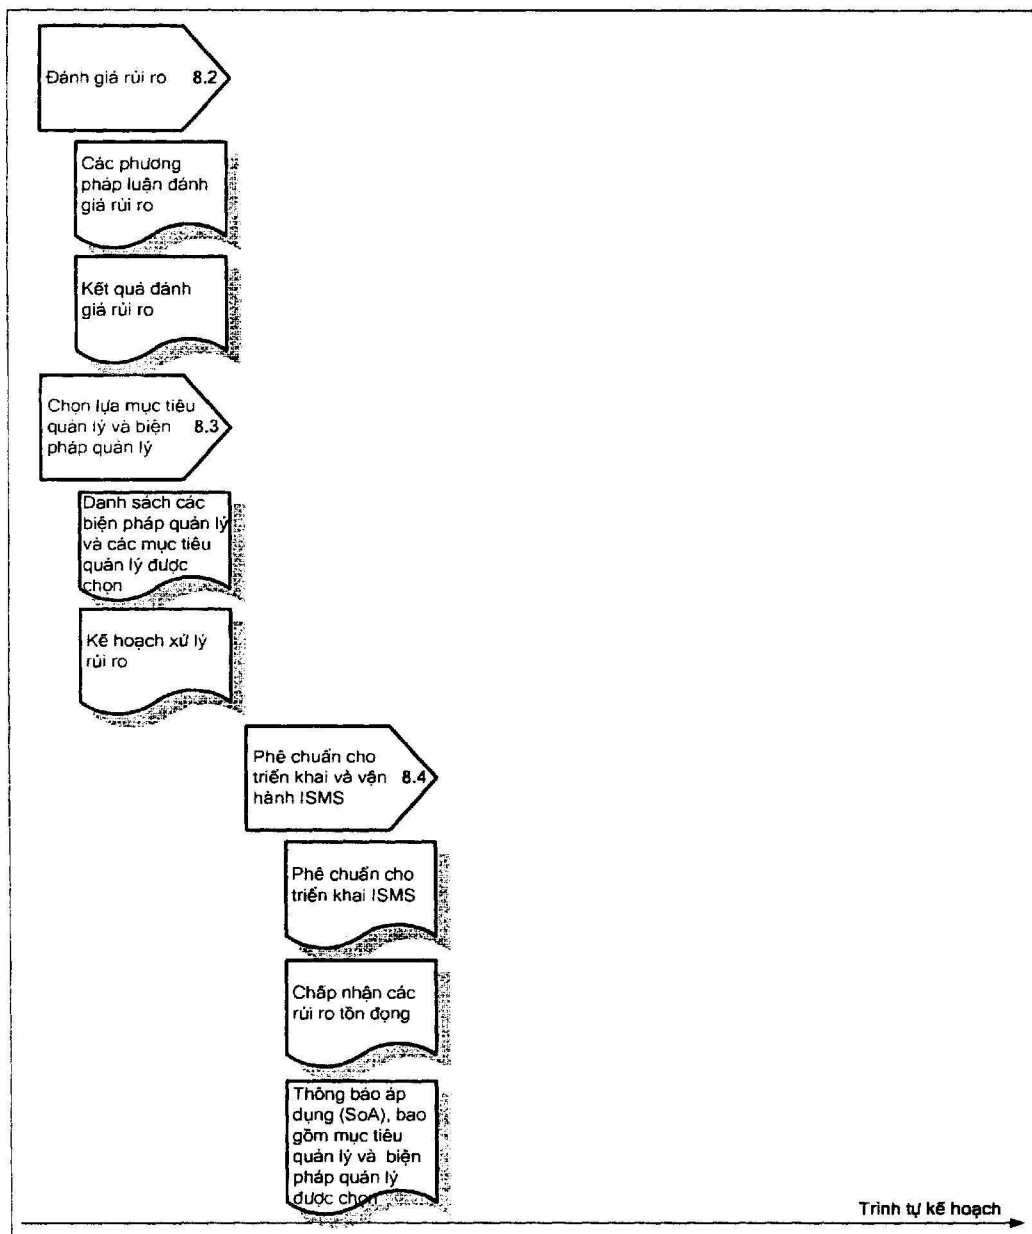 Đánh giá rủi ro 8.2
Các phương
pháp luận đánh
giá rủi ro
Kết quả đánh
giá rủi ro
Chọn lựa mục tiêu
quản lý và biện 8.3
pháp quản lý
Danh sách các
biện pháp quản lý
và các mục tiêu
quản lý được
chọn
Kế hoạch xử lý
rủi ro
Phê chuẩn cho
triển khai và vận 8.4
hành ISMS
Phê chuẩn cho
triển khai ISMS
Chấp nhận các
rủi ro tồn đọng
Thông báo áp
dụng (SoA), bao
gồm mục tiêu
quản lý và biện
pháp quản lý
được chọn
Trình tự kế hoạch